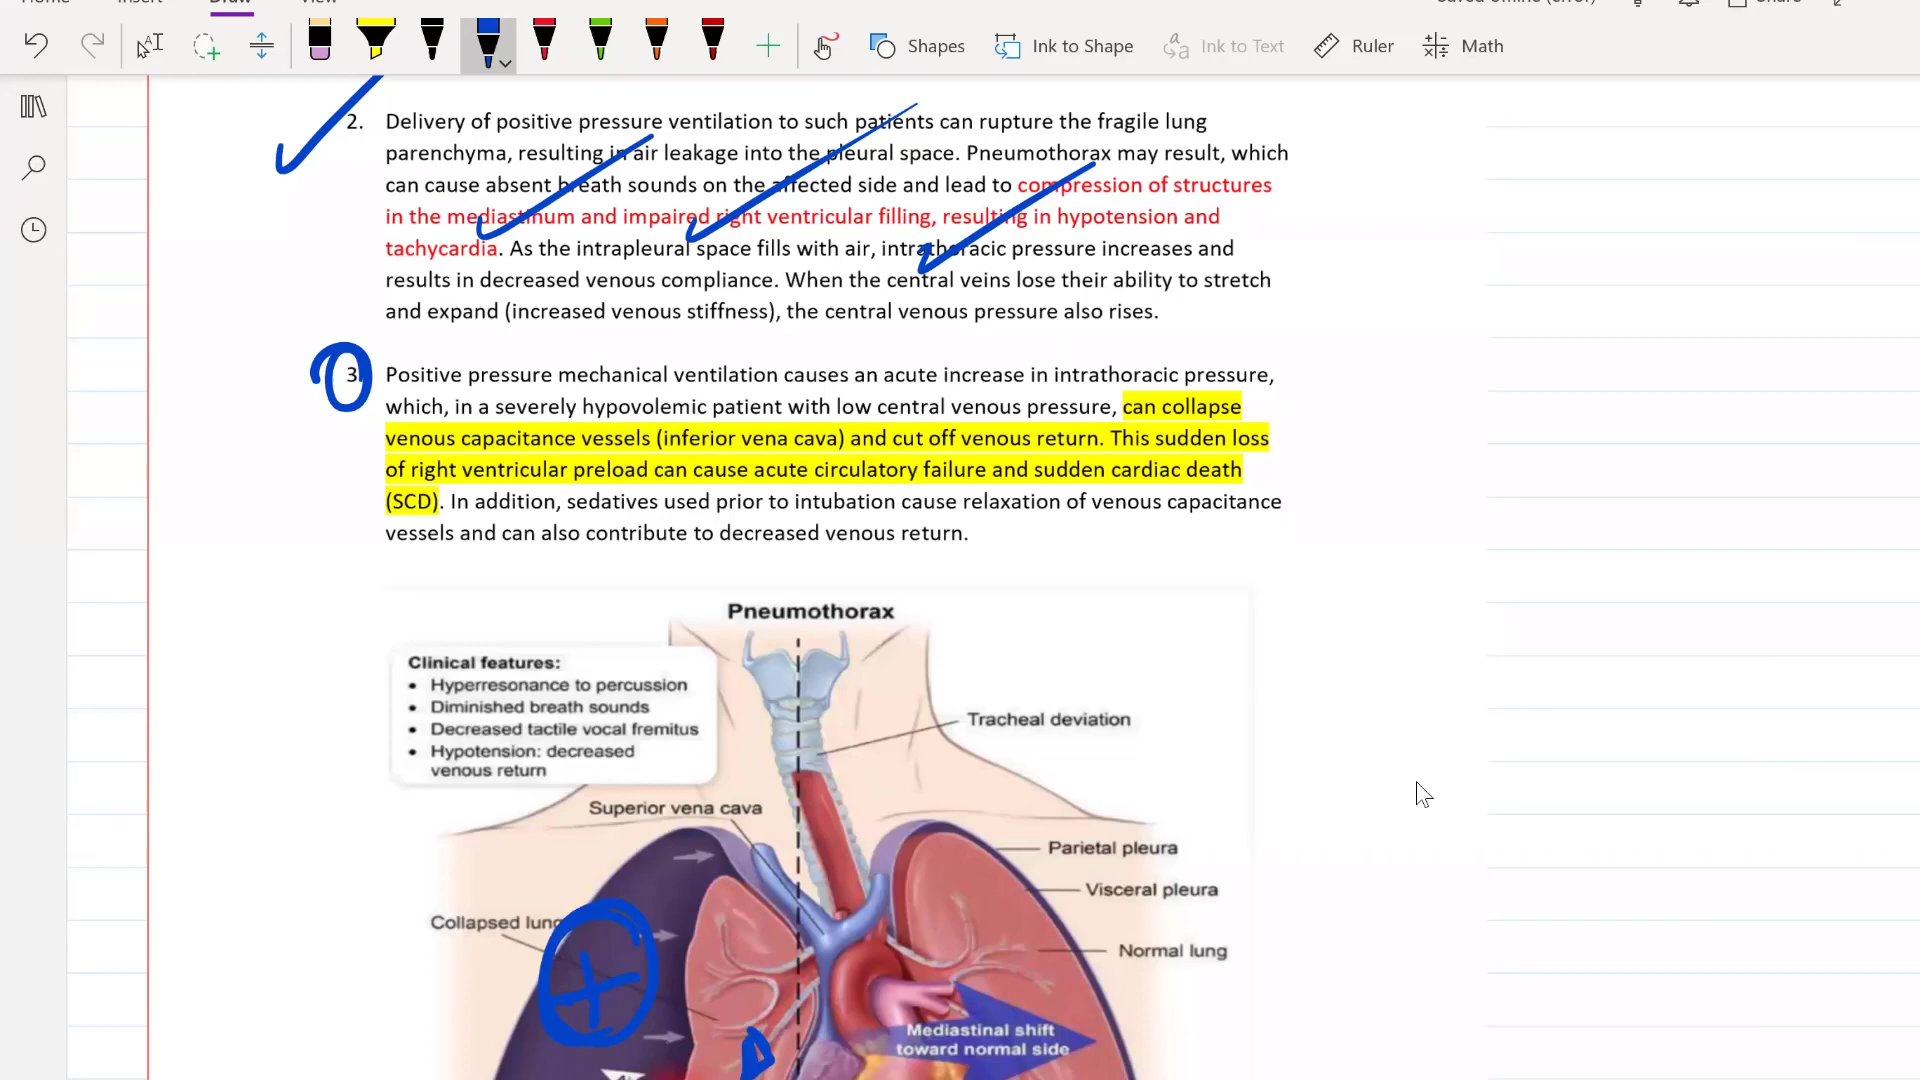 Draw
Shapes
Ink to Shape
Ink to Text
Ruler
Math
2. Delivery of positive pressure ventilation to such patients can rupture the fragile lung
parenchyma, resulting in air leakage into the pleural space. Pneumothorax may result, which
can cause absent breath sounds on the affected side and lead to compression of structures
in the mediastinum and impaired right ventricular filling, resulting in hypotension and
tachycardia. As the intrapleural space fills with air, intrathoracic pressure increases and
results in decreased venous compliance. When the central veins lose their ability to stretch
and expand (increased venous stiffness), the central venous pressure also rises.
3. Positive pressure mechanical ventilation causes an acute increase in intrathoracic pressure,
which, in a severely hypovolemic patient with low central venous pressure, can collapse
venous capacitance vessels (inferior vena cava) and cut off venous return. This sudden loss
of right ventricular preload can cause acute circulatory failure and sudden cardiac death
(SCD). In addition, sedatives used prior to intubation cause relaxation of venous capacitance
vessels and can also contribute to decreased venous return.
Pneumothorax
Clinical features:
• Hyperresonance to percussion
• Diminished breath sounds
• Decreased tactile vocal fremitus
• Hypotension: decreased
venous return
Tracheal deviation
Superior vena cava
Parietal pleura
Visceral pleura
Collapsed lung
Normal lung
Mediastinal shift
toward normal side